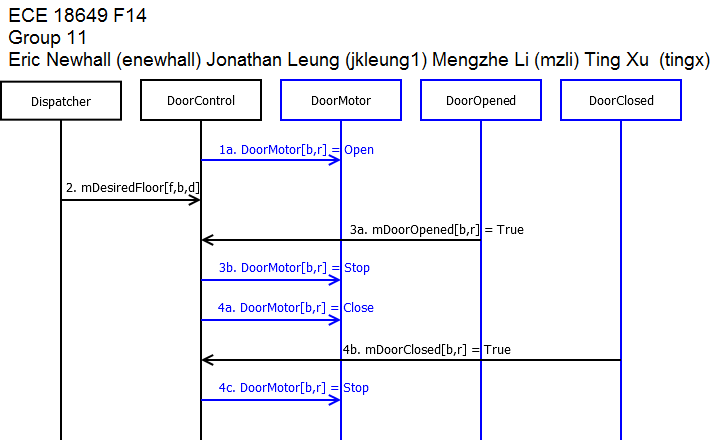 ECE 18649 F14
Group 11
Eric Newhall (enewhall) Jonathan Leung (jkleung1) Mengzhe Li (mzli) Ting Xu (tingx)
Dispatcher DoorControl DoorMotor DoorOpened DoorClosed
1a. DoorMotor[b,r] = Open
2. mDesiredFloor[f,b,d]
3a. mDoorOpened[b,r] = True
3b. DoorMotor[b,r] = Stop
4a. DoorMotor[b,r] = Close
4b. mDoorClosed[b,r] = True
4c. DoorMotor[b,r] = Stop